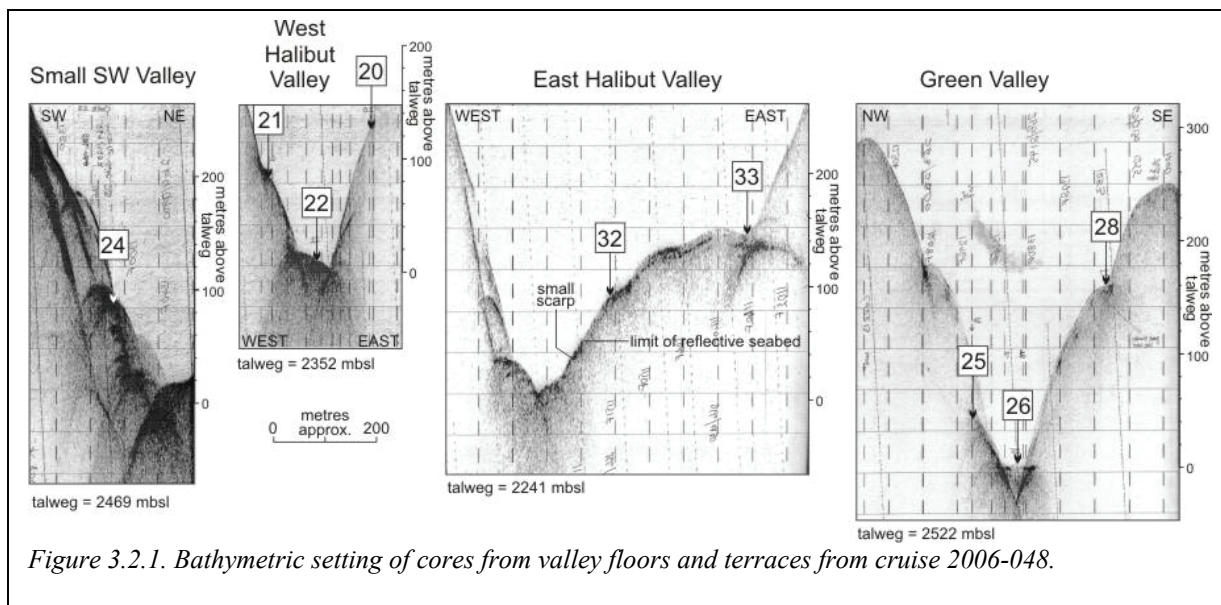 Small SW Valley
SW
NE
24
200
100
0
metres above
talweg
talweg = 2469 mbsl
West
Halibut
Valley
21
22
20
200
100
0
metres above
talweg
WEST
EAST
talweg = 2352 mbsl
metres
approx.
0
200
East Halibut Valley
WEST
EAST
32
33
small
scarp
limit of reflective seabed
200
100
0
metres above
talweg
talweg = 2241 mbsl
Green Valley
NW
SE
25
26
28
300
200
100
0
metres above
talweg
talweg = 2522 mbsl
Figure 3.2.1. Bathymetric setting of cores from valley floors and terraces from cruise 2006-048.